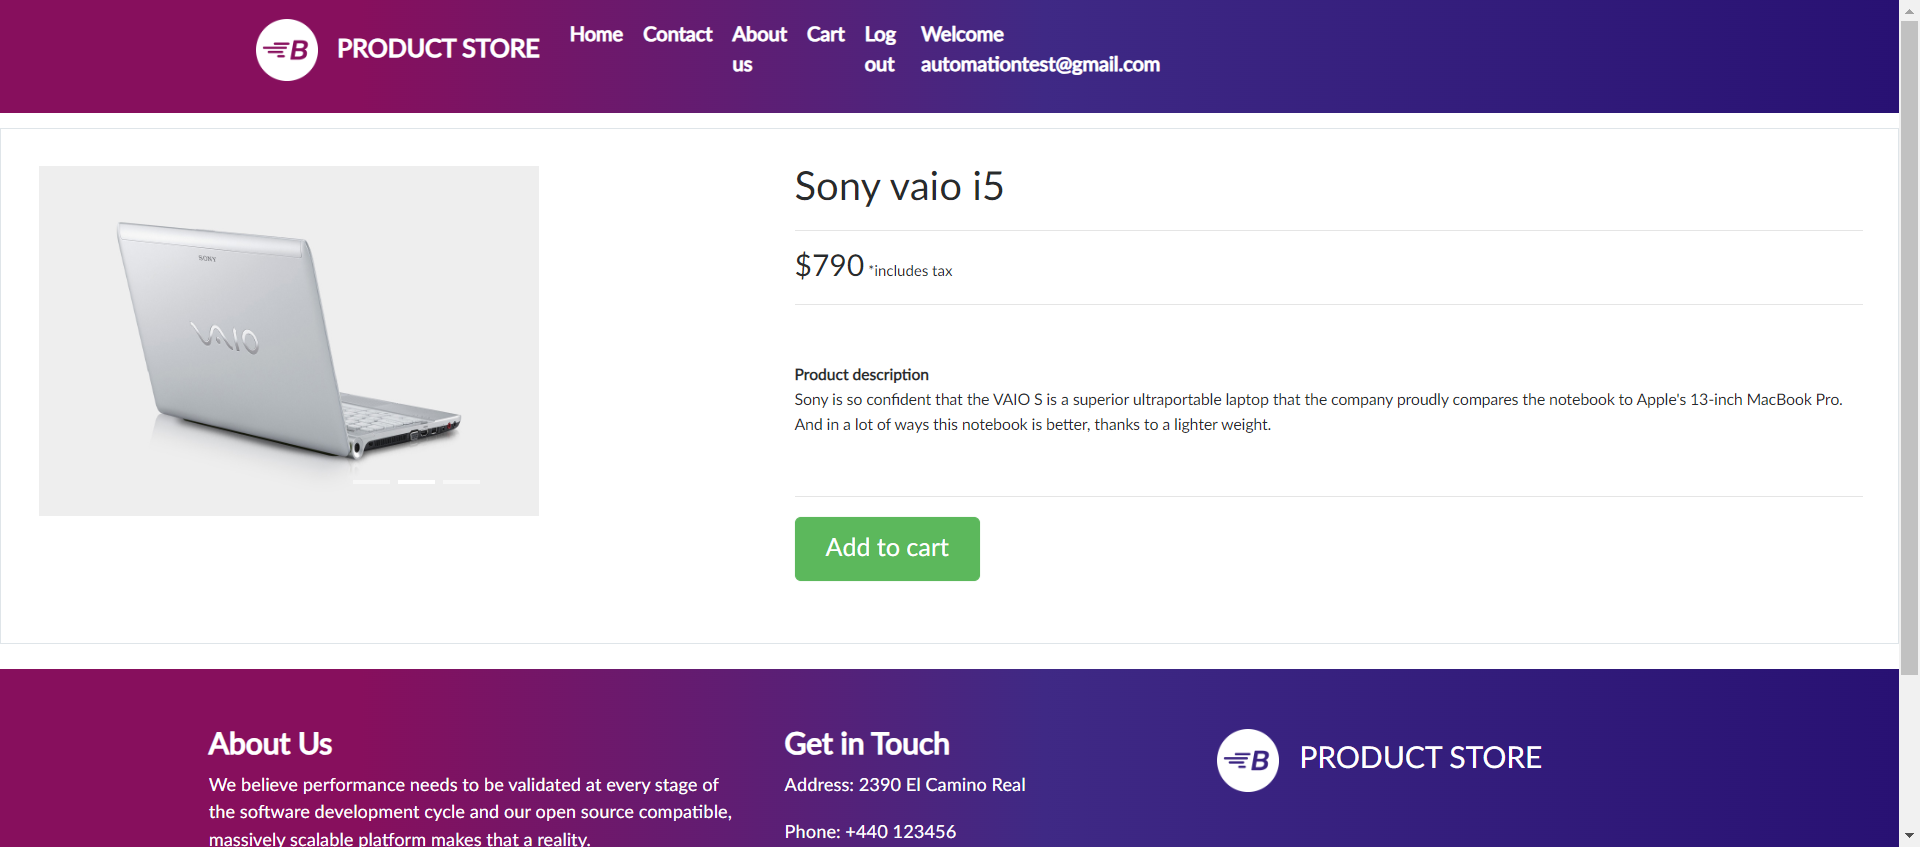 B PRODUCT STORE Home Contact About us Cart Log out Welcome automationtest@gmail.com
SONY
VAIO
Sony vaio i5
$790 *includes tax
Product description
Sony is so confident that the VAIO S is a superior ultraportable laptop that the company proudly compares the notebook to Apple's 13-inch MacBook Pro.
And in a lot of ways this notebook is better, thanks to a lighter weight.
Add to cart
About Us
We believe performance needs to be validated at every stage of
the software development cycle and our open source compatible,
massively scalable platform makes that a reality.
Get in Touch
Address: 2390 El Camino Real
Phone: +440 123456
B PRODUCT STORE